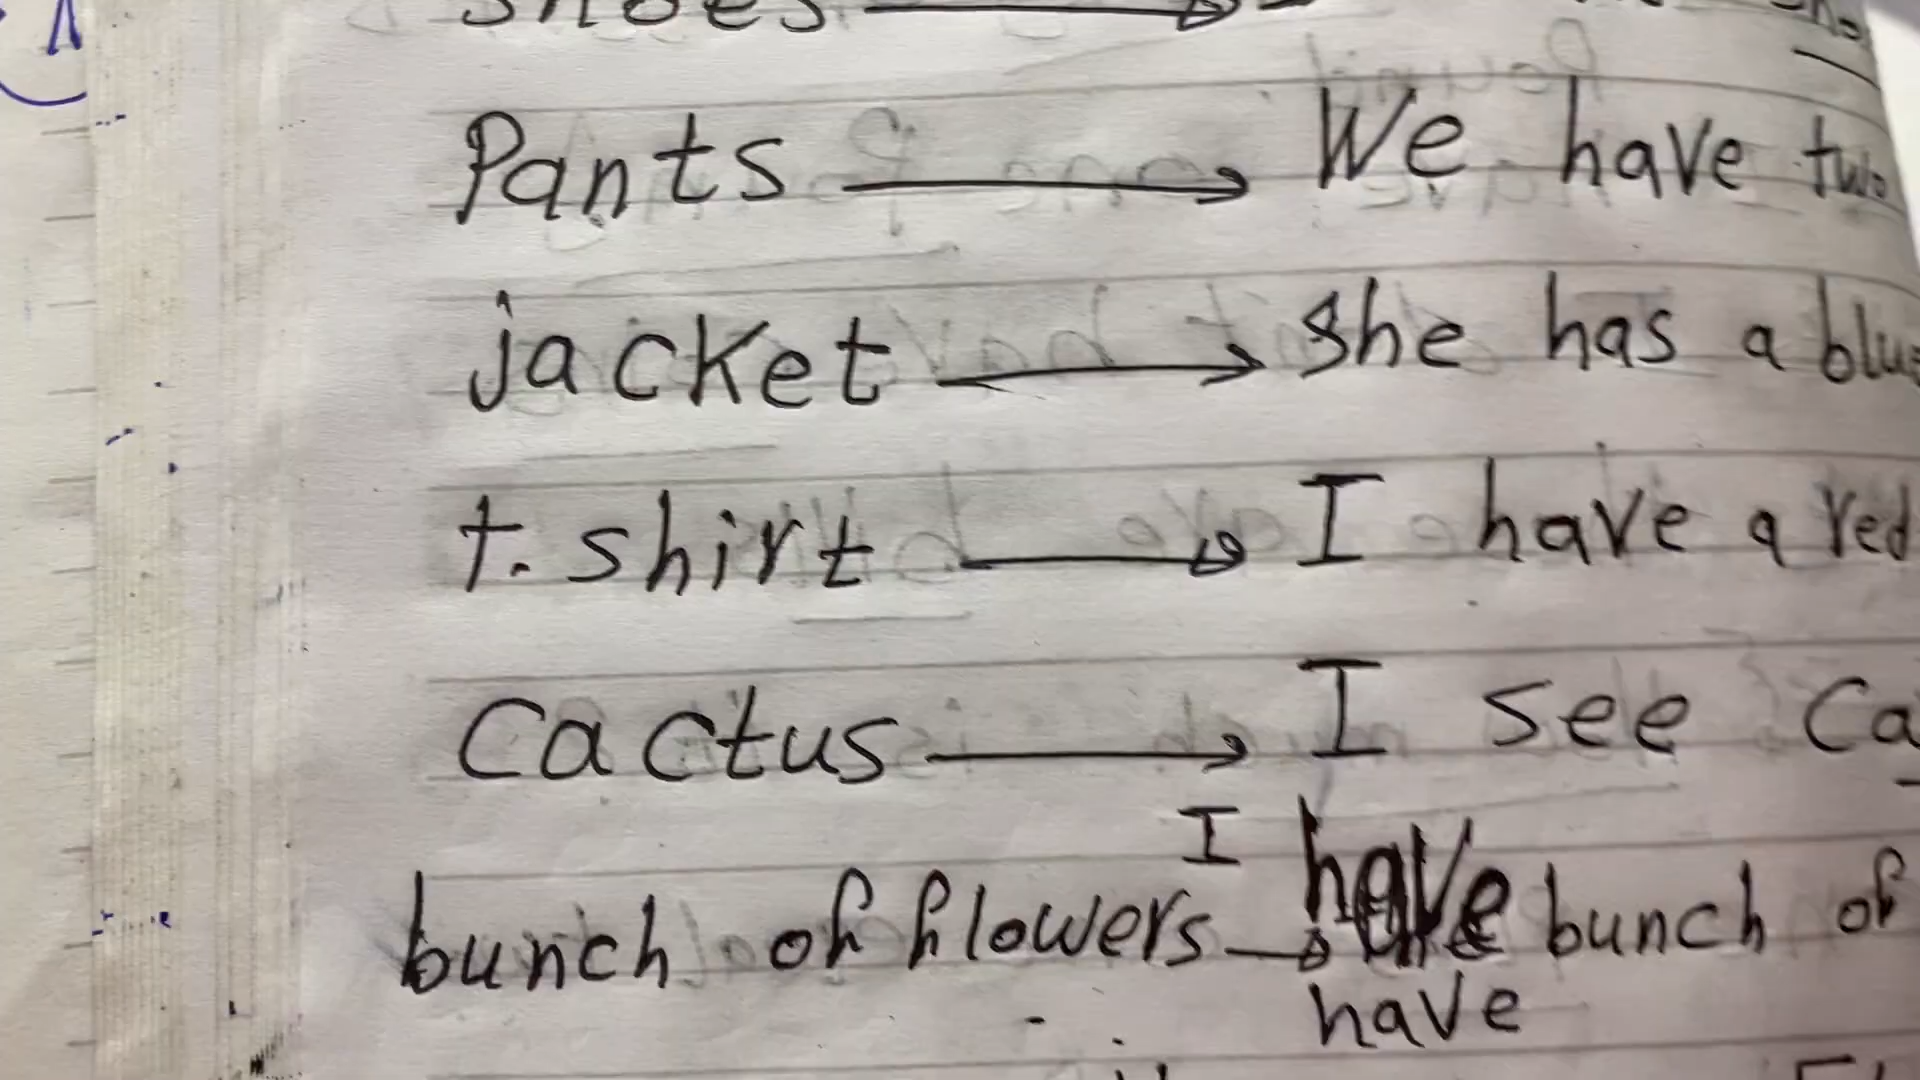 shoes →
Pants → We have two
jacket → she has a blue
t. shirt → I have a red
Cactus → I see Ca
I have
bunch of flowers → bunch of
have